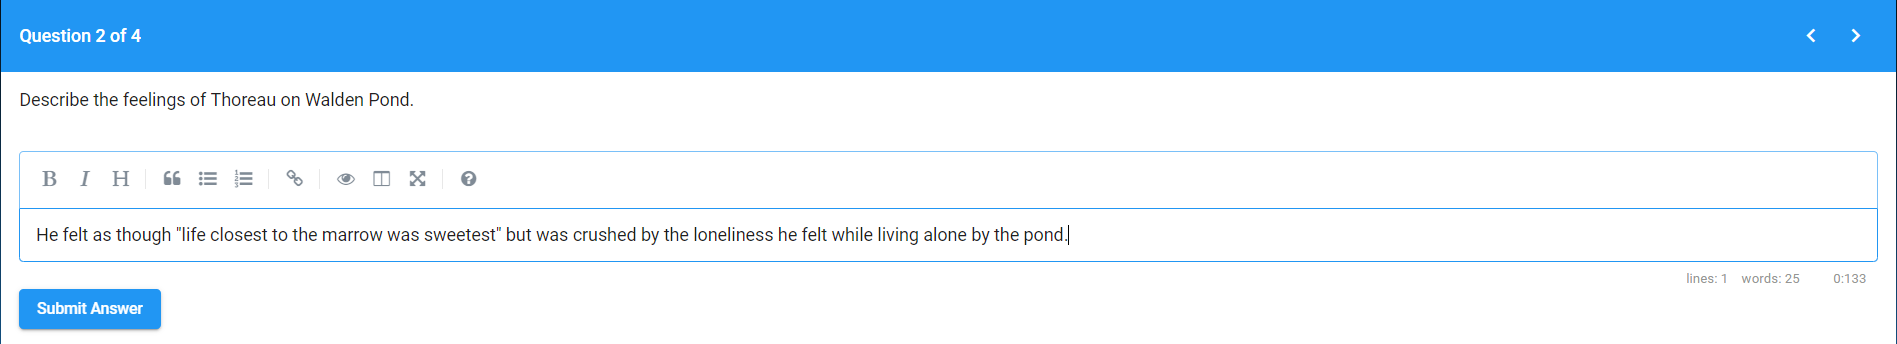 Question 2 of 4
Describe the feelings of Thoreau on Walden Pond.
B I H
He felt as though "life closest to the marrow was sweetest" but was crushed by the loneliness he felt while living alone by the pond.
lines: 1 words: 25 0:133
Submit Answer